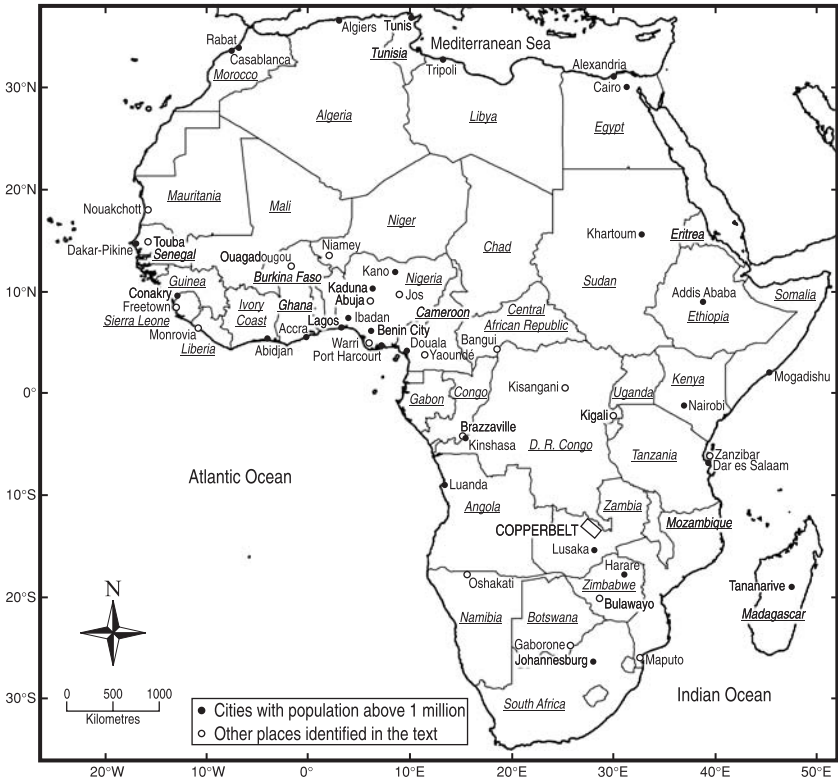 Algiers
Tunis
Rabat
Casablanca
Morocco
Tunisia
Mediterranean Sea
Tripoli
Alexandria
Cairo
30°N
Algeria
Libya
Egypt
20°N
Nouakchott
Mauritania
Mali
Niger
Chad
Khartoum
Eritrea
Sudan
Dakar-Pikine
Touba
Senegal
Ouagadougou
Niamey
Burkina Faso
Kano
Nigeria
Guinea
Kaduna
Abuja
Jos
10°N
Conakry
Freetown
Sierra Leone
Ivory
Coast
Ghana
Lagos
Ibadan
Cameroon
Central
African Republic
Addis Ababa
Ethiopia
Somalia
Monrovia
Liberia
Abidjan
Accra
Benin City
Warri
Port Harcourt
Douala
Yaoundé
Bangui
0°
Gabon
Congo
Kisangani
Uganda
Kenya
Mogadishu
Kigali
Nairobi
Brazzaville
Kinshasa
D. R. Congo
Tanzania
Zanzibar
Dar es Salaam
Atlantic Ocean
10°S
Luanda
Angola
Zambia
COPPERBELT
Mozambique
Lusaka
Harare
Oshakati
Zimbabwe
Bulawayo
Tananarive
Madagascar
20°S
N
Namibia
Botswana
Gaborone
Johannesburg
Maputo
30°S
0 500 1000
Kilometres
South Africa
Indian Ocean
Cities with population above 1 million
Other places identified in the text
20°W 10°W 0° 10°E 20°E 30°E 40°E 50°E